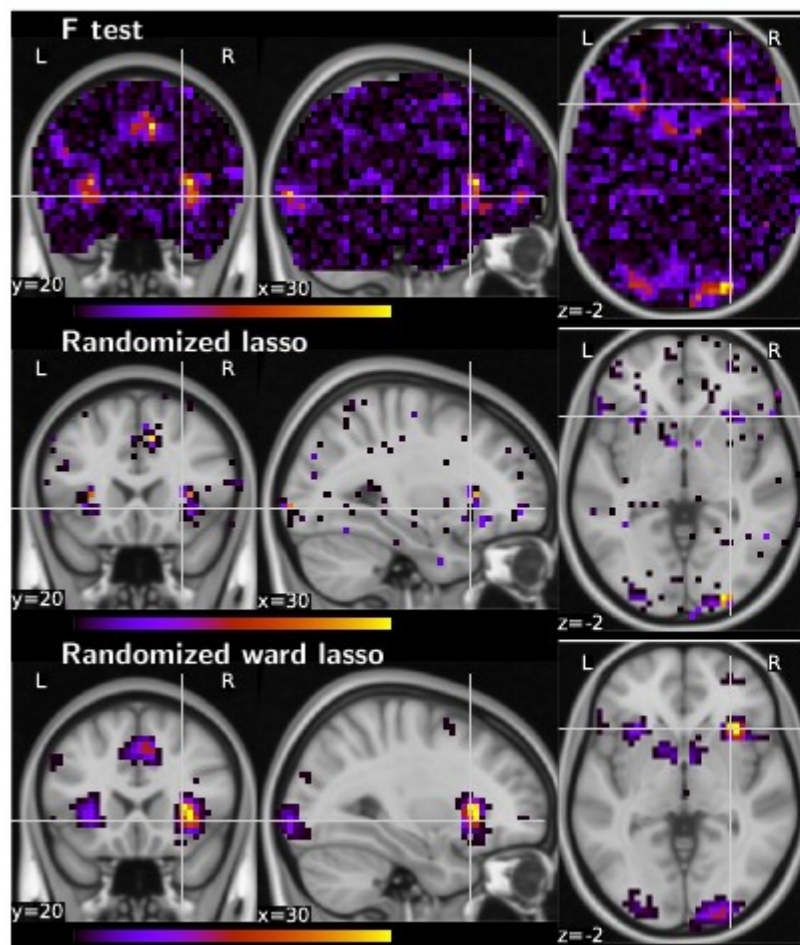 F test
L R L R
y=20 x=30 z=-2
Randomized lasso
L R L R
y=20 x=30 z=-2
Randomized ward lasso
L R L R
y=20 x=30 z=-2